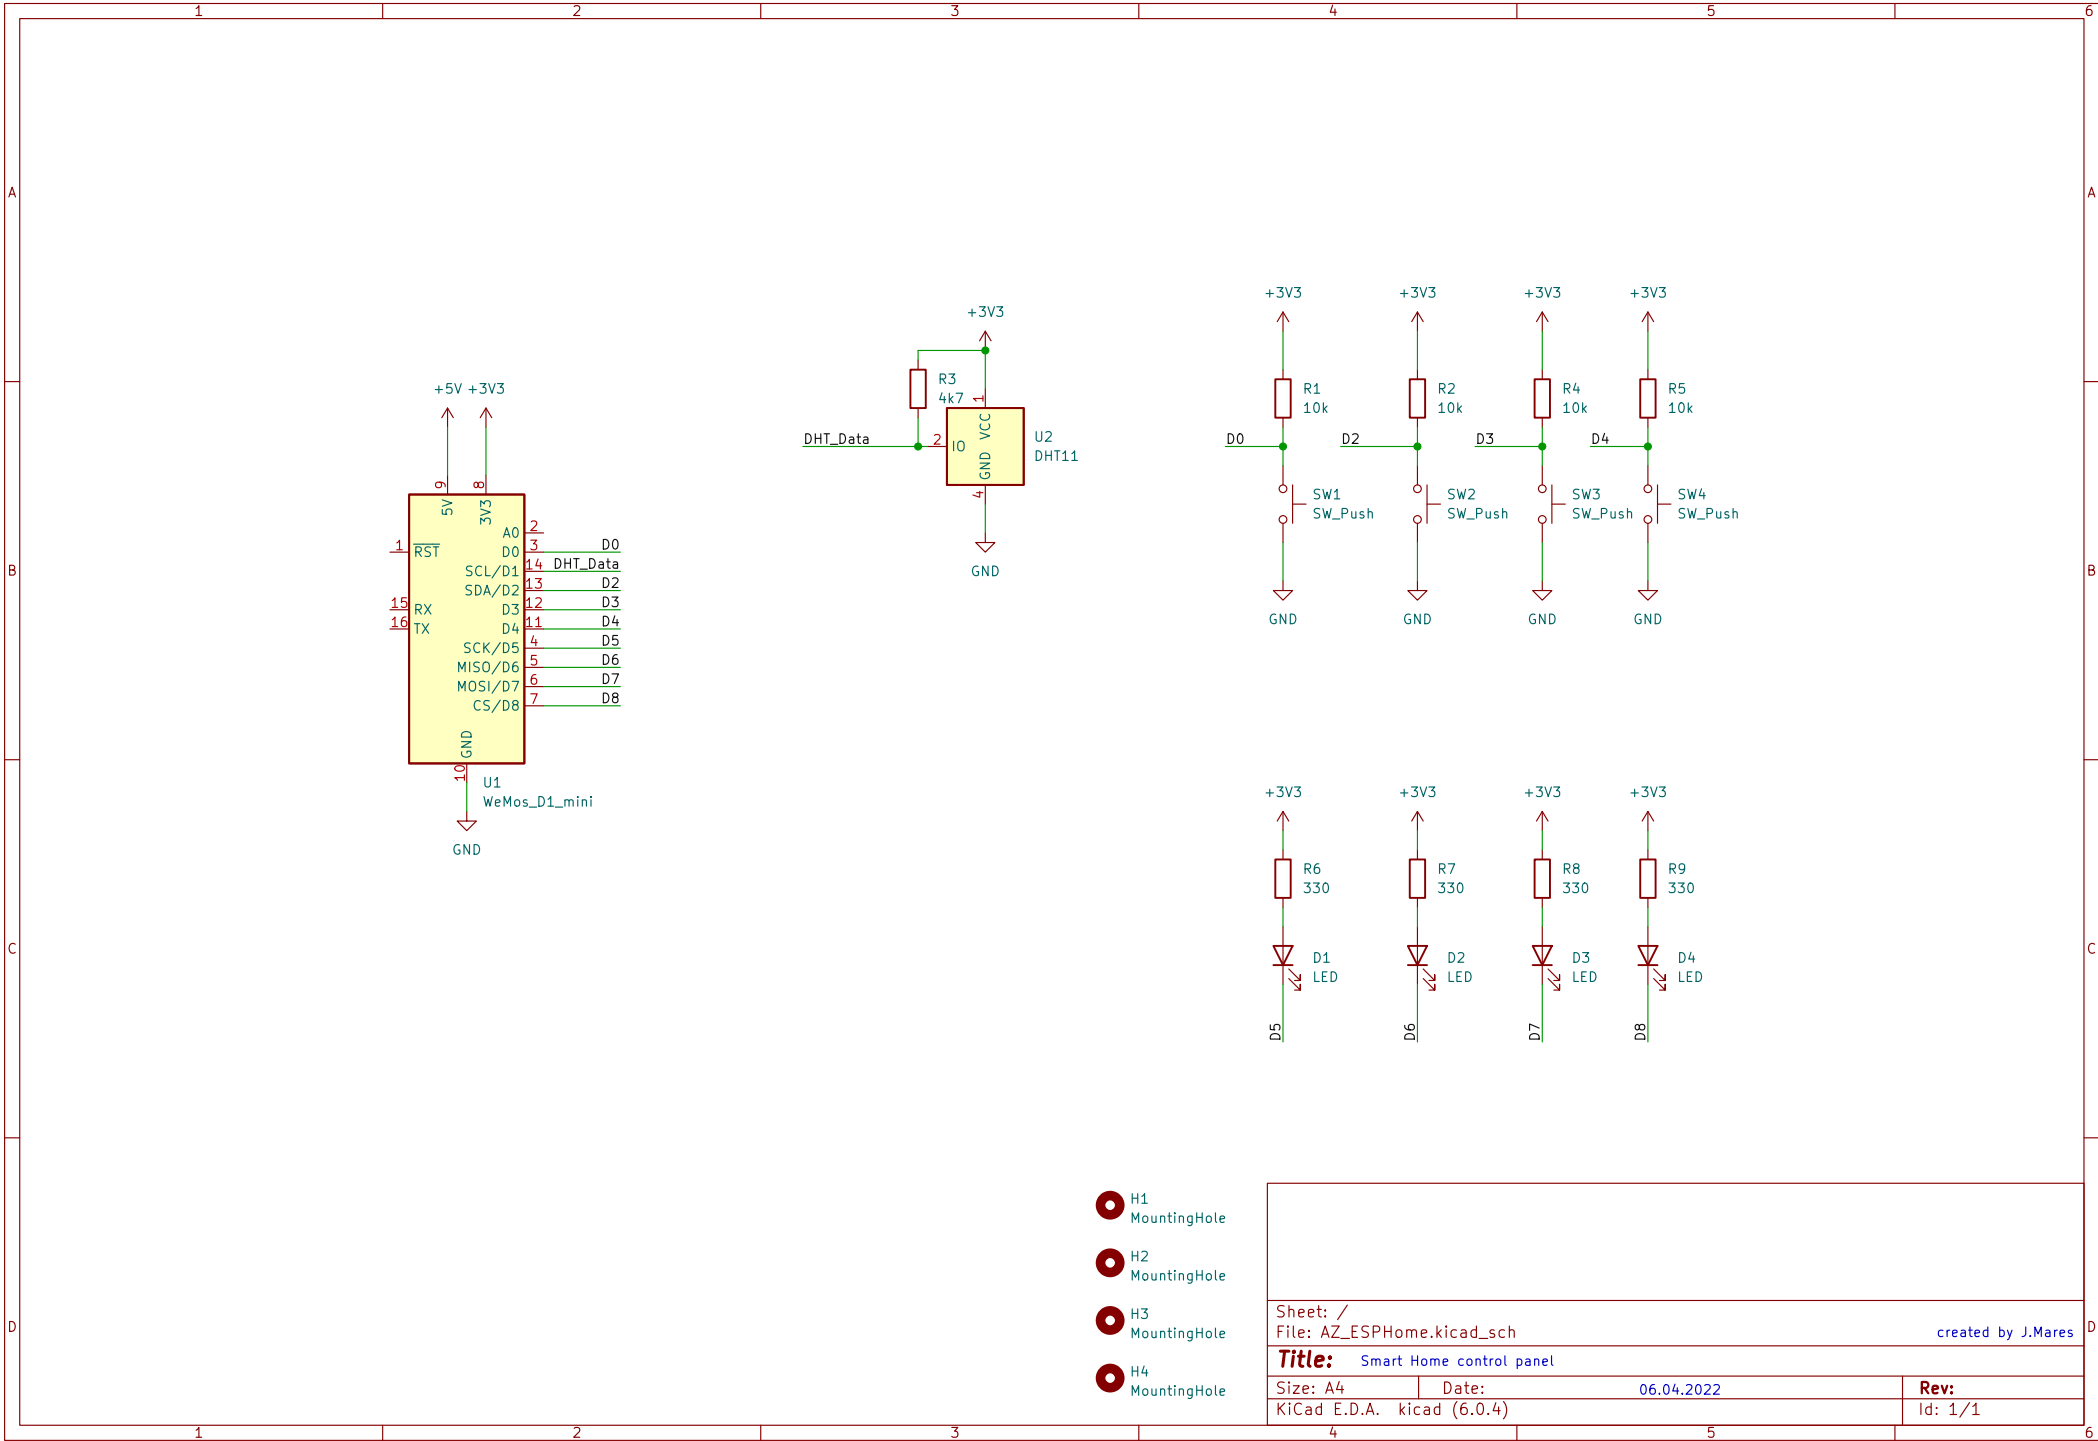 1 2 3 4 5 6
A
B
C
D
A
B
C
D
+5V +3V3
9 8
5V 3V3
A0 2
1 RST
D0 3 D0
SCL/D1 14 DHT_Data
SDA/D2 13 D2
15 RX
D3 12 D3
16 TX
D4 11 D4
SCK/D5 4 D5
MISO/D6 5 D6
MOSI/D7 6 D7
CS/D8 7 D8
GND
10
U1
WeMos_D1_mini
GND
+3V3
R3
4k7
1
VCC
DHT_Data
2 IO
U2
DHT11
GND
4
GND
+3V3 +3V3 +3V3 +3V3
R1 R2 R4 R5
10k 10k 10k 10k
D0 D2 D3 D4
SW1 SW2 SW3 SW4
SW_Push SW_Push SW_Push SW_Push
GND GND GND GND
+3V3 +3V3 +3V3 +3V3
R6 R7 R8 R9
330 330 330 330
D1 D2 D3 D4
LED LED LED LED
D5 D6 D7 D8
H1
MountingHole
H2
MountingHole
H3
MountingHole
H4
MountingHole
Sheet: /
File: AZ_ESPHome.kicad_sch
created by J.Mares
Title: Smart Home control panel
Size: A4 Date: 06.04.2022 Rev:
KiCad E.D.A. kicad (6.0.4) Id: 1/1
1 2 3 4 5 6